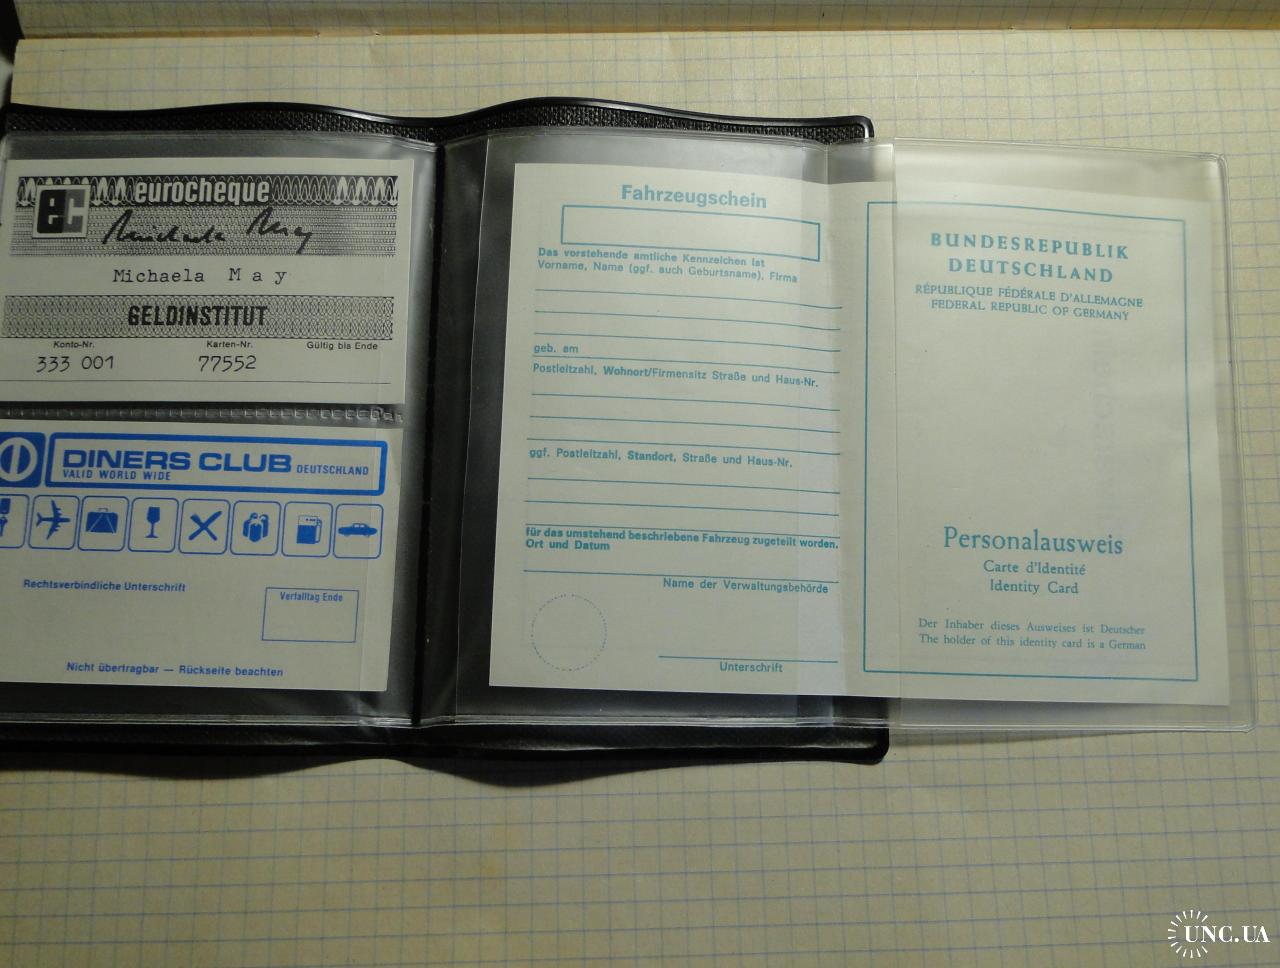 eurocheque
ec
Michaela May
Michaela May
GELDINSTITUT
Konto-Nr. Karten-Nr. Gültig bis Ende
333 001 77552
DINERS CLUB DEUTSCHLAND
VALID WORLD WIDE
Rechtsverbindliche Unterschrift
Verfalltag Ende
Nicht übertragbar — Rückseite beachten
Fahrzeugschein
Das vorstehende amtliche Kennzeichen ist
Vorname, Name (ggf. auch Geburtsname), Firma
geb. am
Postleitzahl, Wohnort/Firmensitz Straße und Haus-Nr.
ggf. Postleitzahl, Standort, Straße und Haus-Nr.
für das umstehend beschriebene Fahrzeug zugeteilt worden.
Ort und Datum
Name der Verwaltungsbehörde
Unterschrift
BUNDESREPUBLIK
DEUTSCHLAND
RÉPUBLIQUE FÉDÉRALE D'ALLEMAGNE
FEDERAL REPUBLIC OF GERMANY
Personalausweis
Carte d'Identité
Identity Card
Der Inhaber dieses Ausweises ist Deutscher
The holder of this identity card is a German
UNC.UA